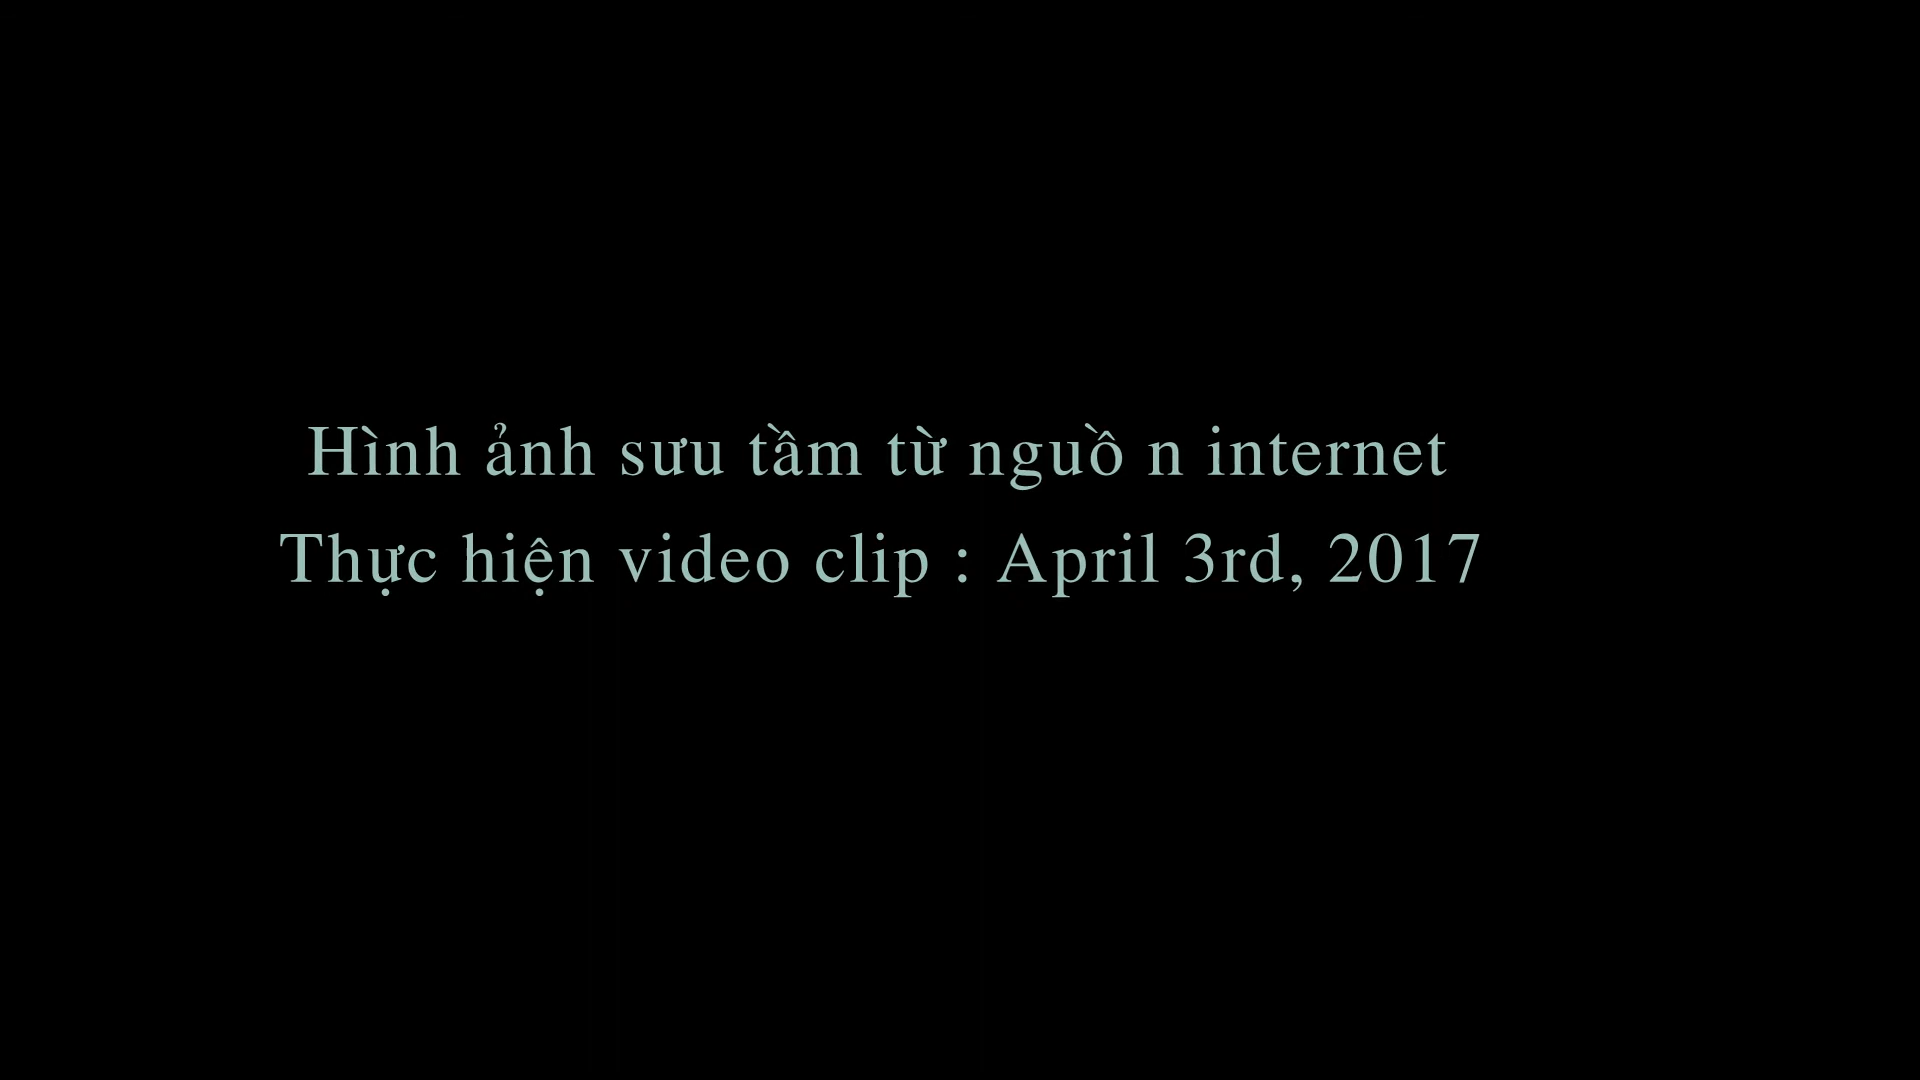 Hình ảnh sưu tầm từ nguồ n internet
Thực hiện video clip : April 3rd, 2017